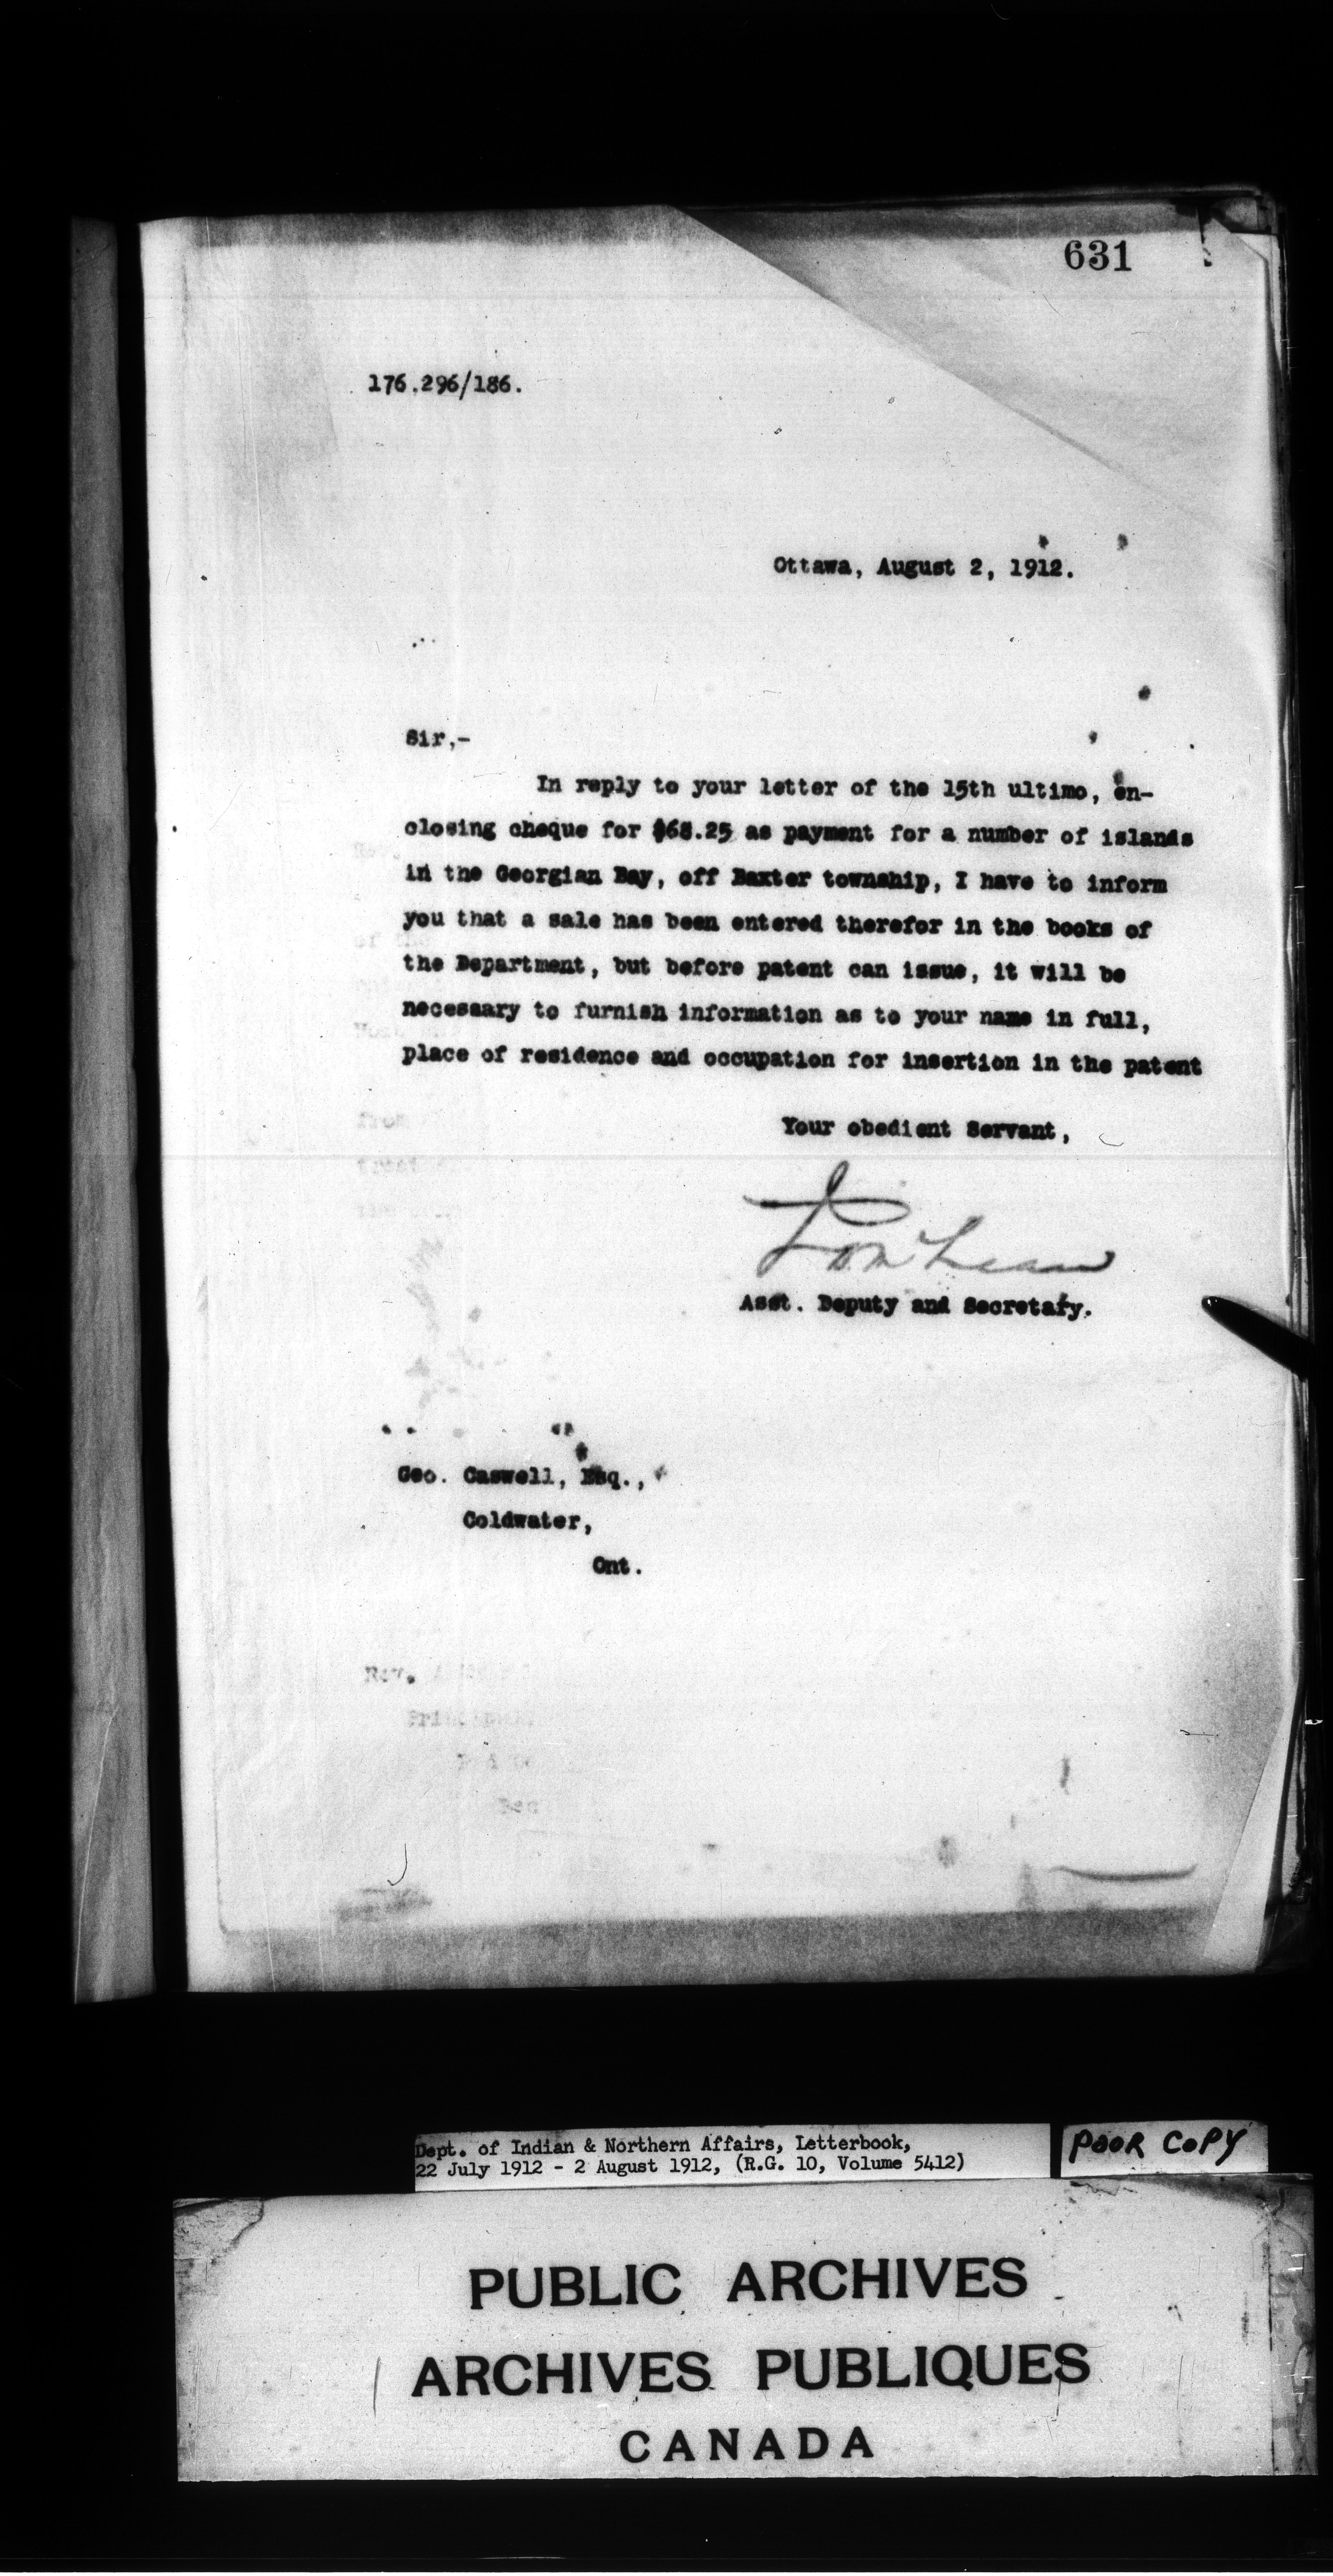 631
176.296/186.
Ottawa, August 2, 1912.
Sir,-
In reply to your letter of the 15th ultimo, en-
closing cheque for $68.25 as payment for a number of islands
in the Georgian Bay, off Baxter township, I have to inform
you that a sale has been entered therefor in the books of
the Department, but before patent can issue, it will be
necessary to furnish information as to your name in full,
place of residence and occupation for insertion in the patent
Your obedient Servant,
Asst. Deputy and Secretary.
Geo. Caswell, Esq.,
Coldwater,
Ont.
Rev.
Dept. of Indian & Northern Affairs, Letterbook,
22 July 1912 - 2 August 1912, (R.G. 10, Volume 5412)
POOR COPY
PUBLIC ARCHIVES
ARCHIVES PUBLIQUES
CANADA